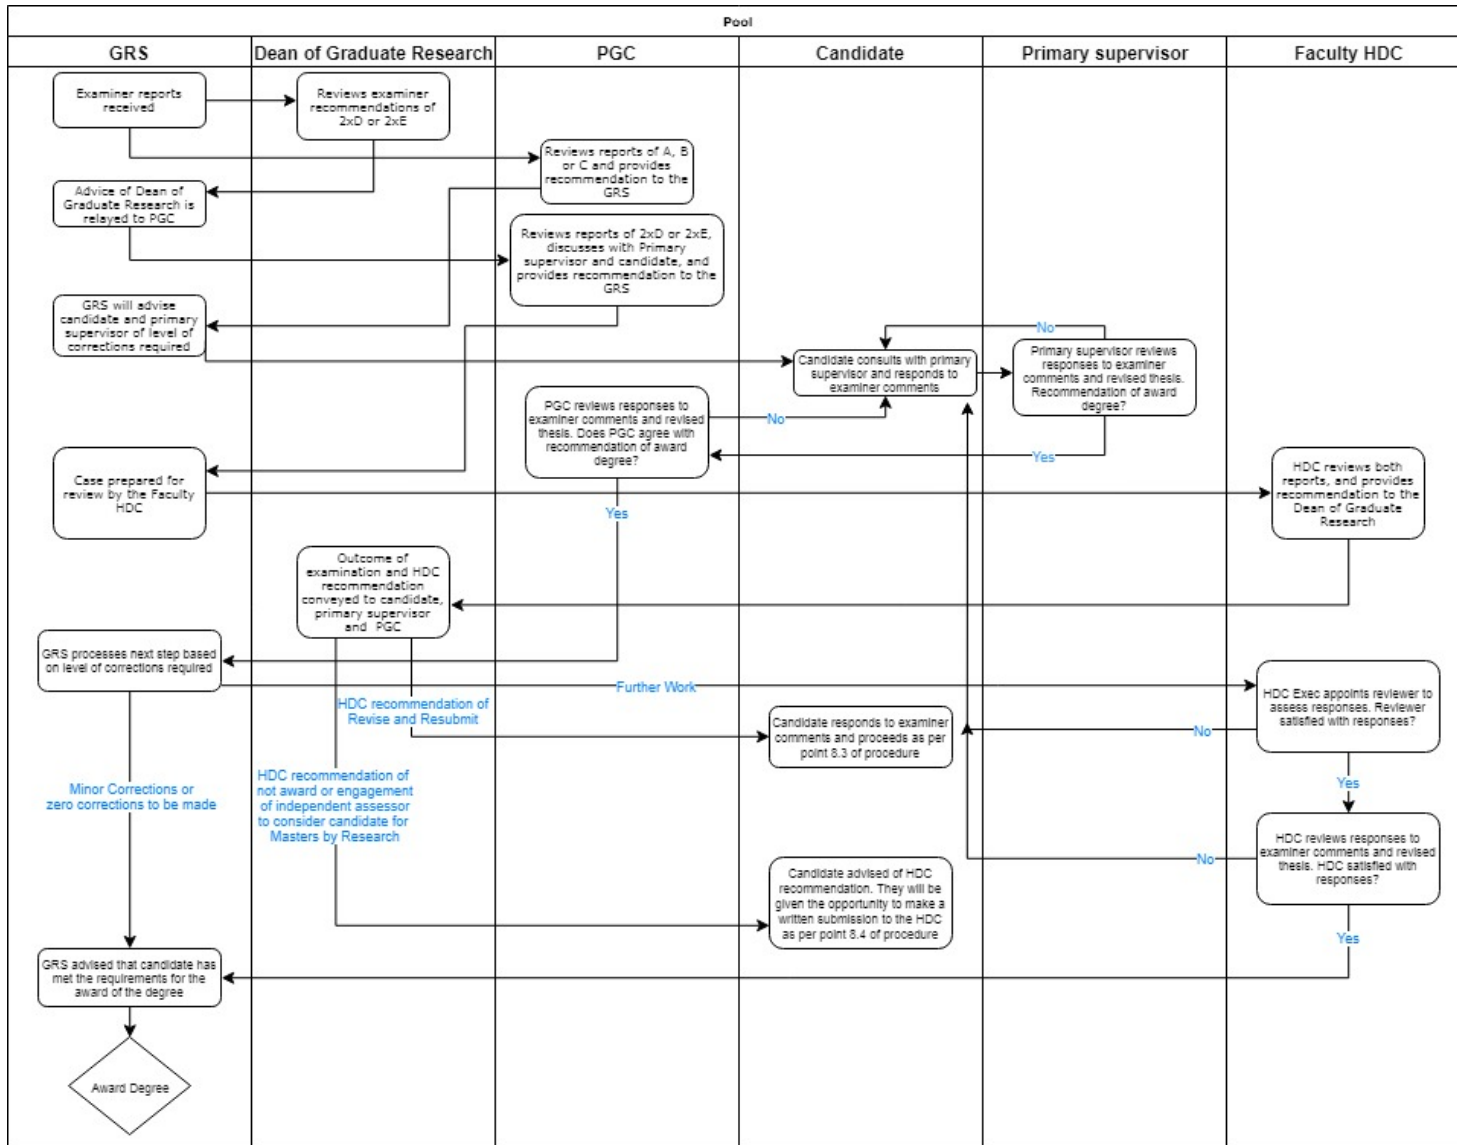 Pool
GRS
Dean of Graduate Research
PGC
Candidate
Primary supervisor
Faculty HDC
Examiner reports
received
Reviews examiner
recommendations of
2xD or 2xE
Reviews reports of A, B
or C and provides
recommendation to the
GRS
Advice of Dean of
Graduate Research is
relayed to PGC
Reviews reports of 2xD or 2xE,
discusses with Primary
supervisor and candidate, and
provides recommendation to the
GRS
GRS will advise
candidate and primary
supervisor of level of
corrections required
No
Candidate consults with primary
supervisor and responds to
examiner comments
Primary supervisor reviews
responses to examiner
comments and revised thesis.
Recommendation of award
degree?
PGC reviews responses to
examiner comments and revised
thesis. Does PGC agree with
recommendation of award
degree?
No
Yes
Case prepared for
review by the Faculty
HDC
HDC reviews both
reports, and provides
recommendation to the
Dean of Graduate
Research
Yes
Outcome of
examination and HDC
recommendation
conveyed to candidate,
primary supervisor
and PGC
GRS processes next step based
on level of corrections required
Further Work
HDC Exec appoints reviewer to
assess responses. Reviewer
satisfied with responses?
HDC recommendation of
Revise and Resubmit
Candidate responds to examiner
comments and proceeds as per
point 8.3 of procedure
No
Yes
Minor Corrections or
zero corrections to be made
HDC recommendation of
not award or engagement
of independent assessor
to consider candidate for
Masters by Research
HDC reviews responses to
examiner comments and revised
thesis. HDC satisfied with
responses?
No
Candidate advised of HDC
recommendation. They will be
given the opportunity to make a
written submission to the HDC
as per point 8.4 of procedure
Yes
GRS advised that candidate has
met the requirements for the
award of the degree
Award Degree